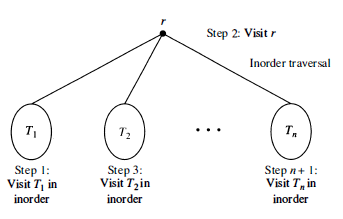 r
Step 2: Visit r
Inorder traversal
T1
T2
• • •
Tn
Step 1:
Visit T1 in
inorder
Step 3:
Visit T2 in
inorder
Step n + 1:
Visit Tn in
inorder